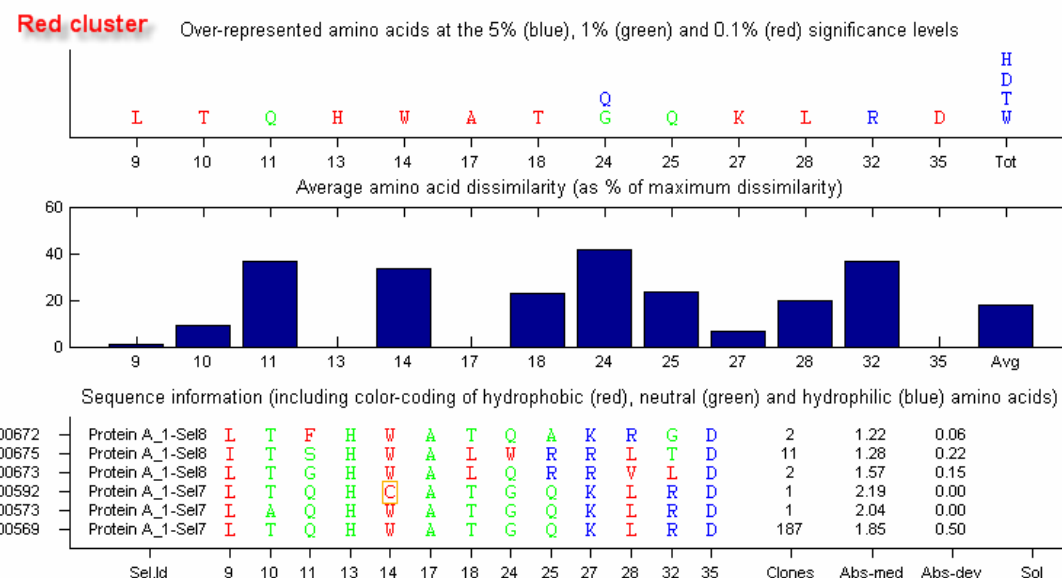 Red cluster
Over-represented amino acids at the 5% (blue), 1% (green) and 0.1% (red) significance levels
H
D
Q T
L T Q H W A T G Q K L R D W
9 10 11 13 14 17 18 24 25 27 28 32 35 Tot
Average amino acid dissimilarity (as % of maximum dissimilarity)
60
40
20
0
9 10 11 13 14 17 18 24 25 27 28 32 35 Avg
Sequence information (including color-coding of hydrophobic (red), neutral (green) and hydrophilic (blue) amino acids)
00672 Protein A_1-Sel8 L T F H W A T Q A K R G D 2 1.22 0.06
00675 Protein A_1-Sel8 I T S H W A L W R R L T D 11 1.28 0.22
00673 Protein A_1-Sel8 L T G H W A L Q R R V L D 2 1.57 0.15
00592 Protein A_1-Sel7 L T Q H C A T G Q K L R D 1 2.19 0.00
00573 Protein A_1-Sel7 L A Q H W A T G Q K L R D 1 2.04 0.00
00569 Protein A_1-Sel7 L T Q H W A T G Q K L R D 187 1.85 0.50
Sel.Id 9 10 11 13 14 17 18 24 25 27 28 32 35 Clones Abs-med Abs-dev Sol